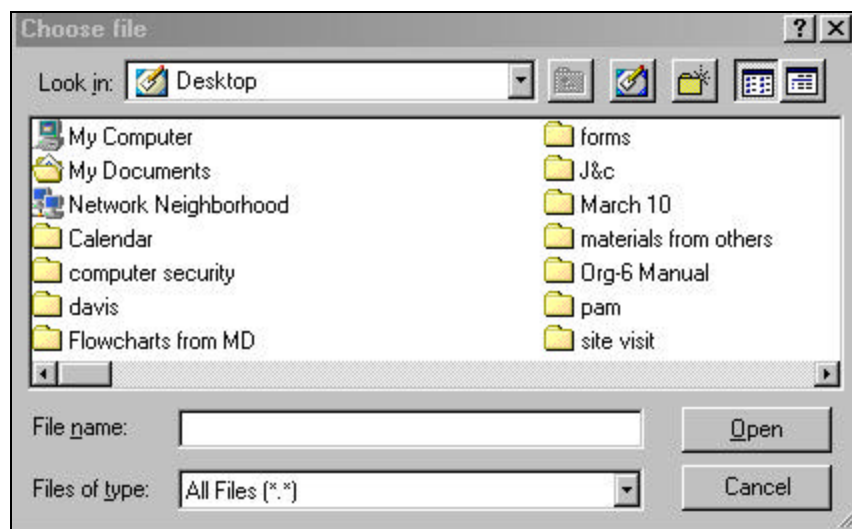 Choose file
Look in: Desktop
My Computer
My Documents
Network Neighborhood
Calendar
computer security
davis
Flowcharts from MD
forms
J&c
March 10
materials from others
Org-6 Manual
pam
site visit
File name:
Open
Files of type: All Files (*.*)
Cancel